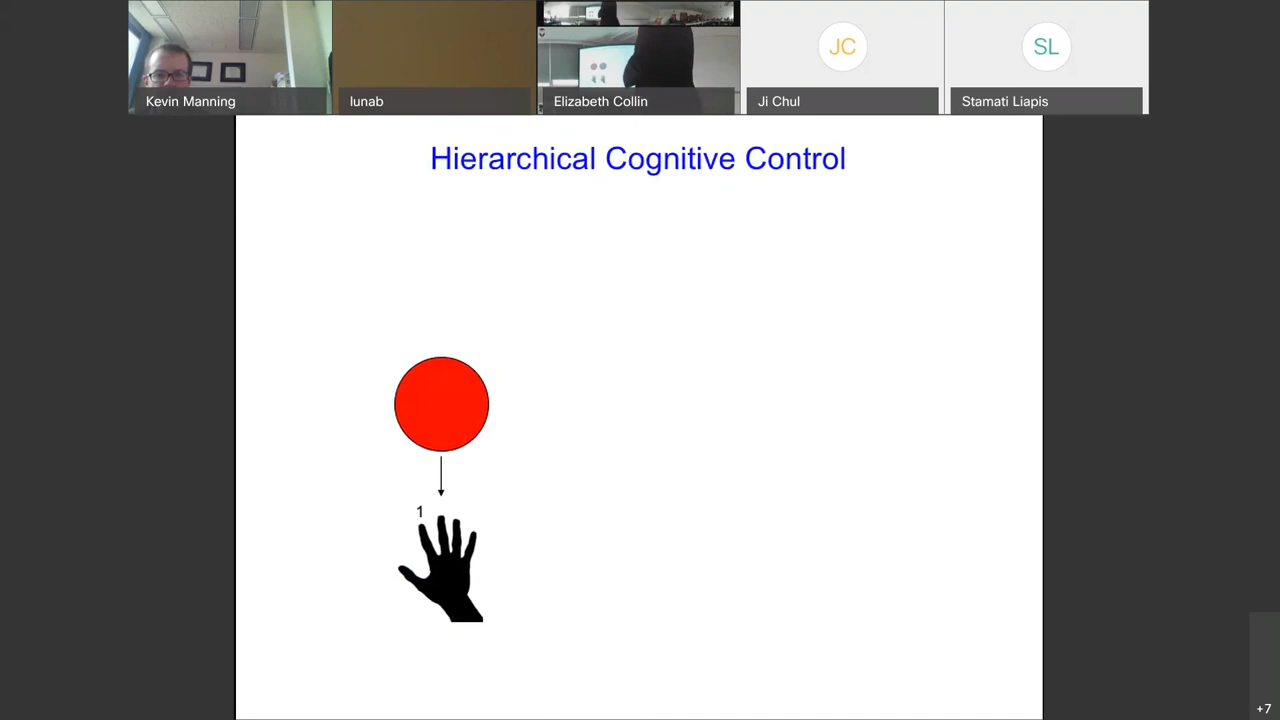 JC
SL
Kevin Manning
lunab
Elizabeth Collin
Ji Chul
Stamati Liapis
Hierarchical Cognitive Control
1
+7